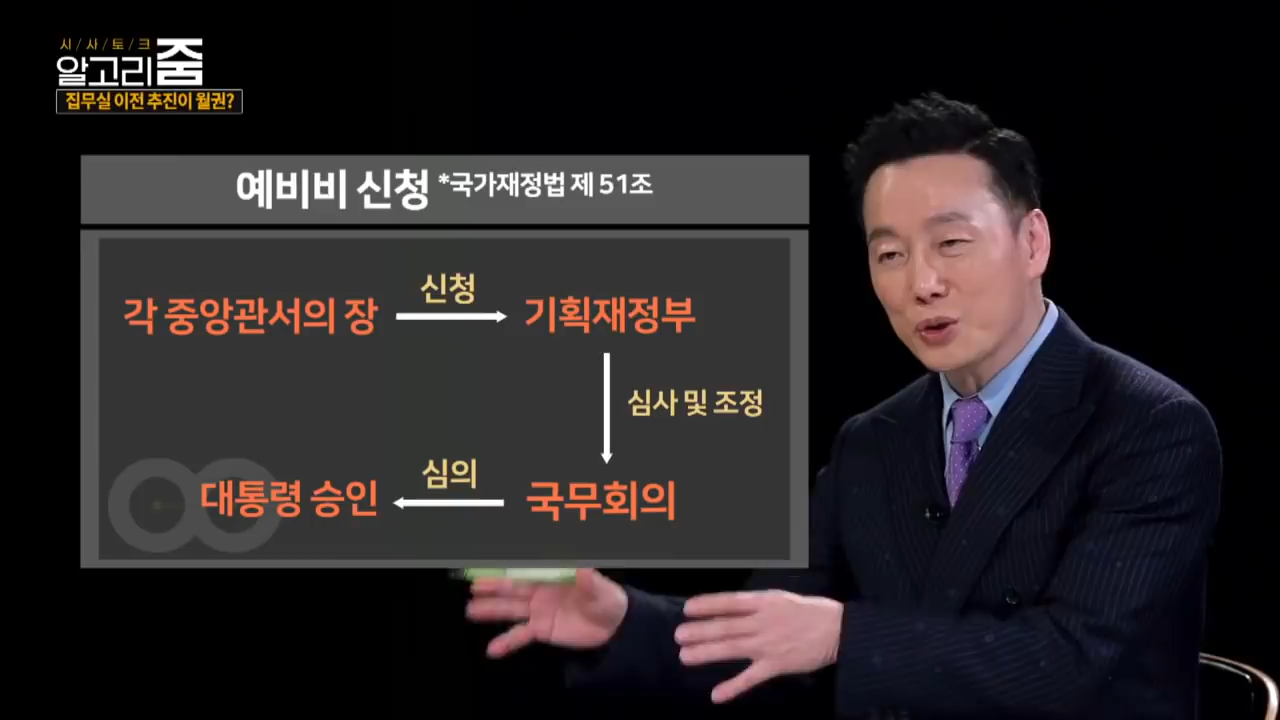 시/사/토/크
알고리줌
집무실 이전 추진이 월권?
예비비 신청 *국가재정법 제 51조
각 중앙관서의 장
신청
기획재정부
심사 및 조정
국무회의
심의
대통령 승인